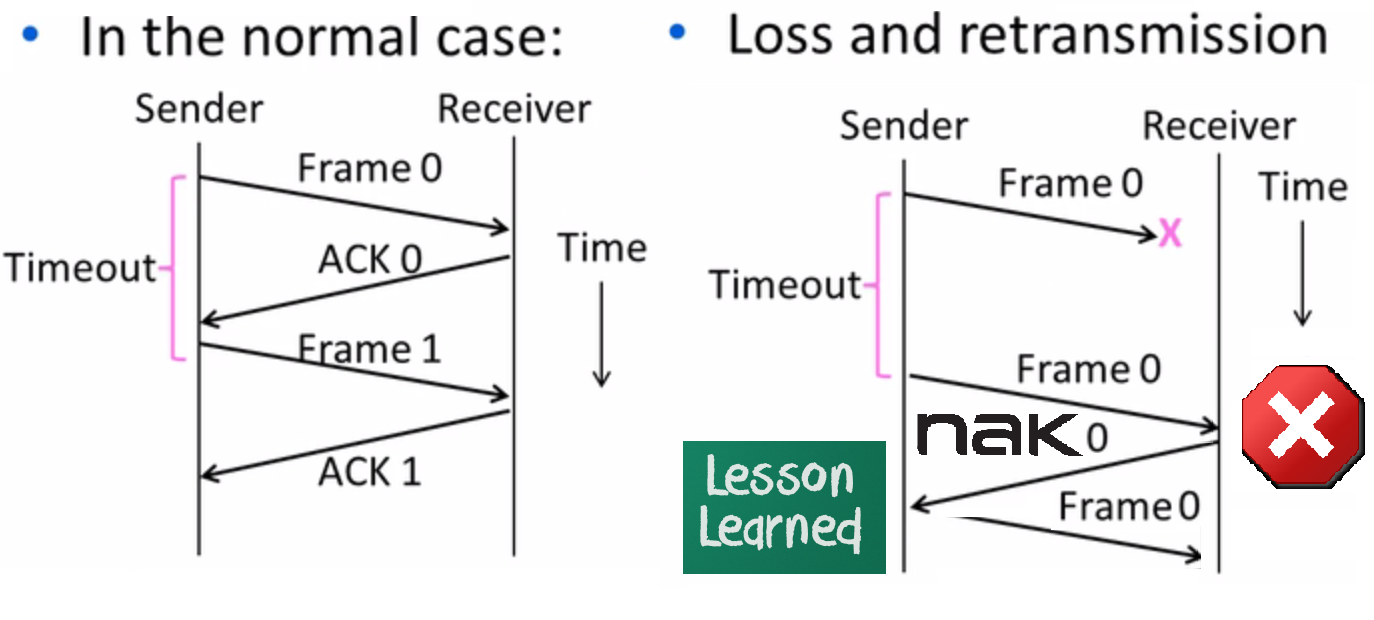 • In the normal case:
Sender Receiver
Frame 0
Timeout
ACK 0
Time
Frame 1
ACK 1
• Loss and retransmission
Sender Receiver
Frame 0
X
Time
Timeout
Frame 0
nak 0
Lesson
Learned
Frame 0